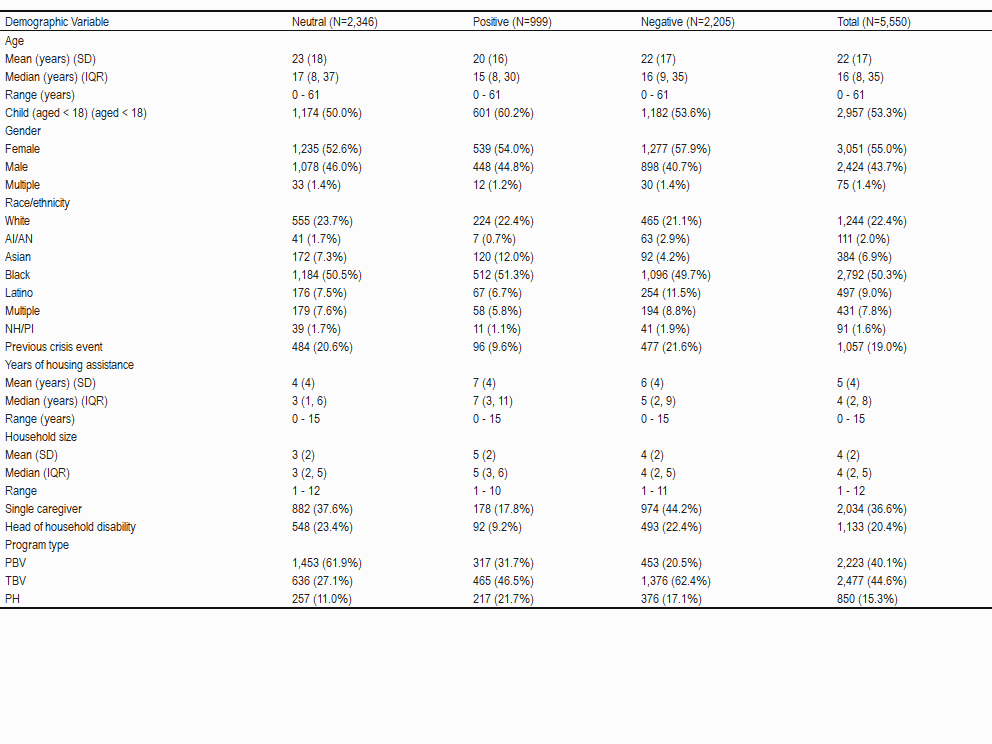 Demographic Variable Neutral (N=2,346) Positive (N=999) Negative (N=2,205) Total (N=5,550)
Age
Mean (years) (SD) 23 (18) 20 (16) 22 (17) 22 (17)
Median (years) (IQR) 17 (8, 37) 15 (8, 30) 16 (9, 35) 16 (8, 35)
Range (years) 0 - 61 0 - 61 0 - 61 0 - 61
Child (aged < 18) (aged < 18) 1,174 (50.0%) 601 (60.2%) 1,182 (53.6%) 2,957 (53.3%)
Gender
Female 1,235 (52.6%) 539 (54.0%) 1,277 (57.9%) 3,051 (55.0%)
Male 1,078 (46.0%) 448 (44.8%) 898 (40.7%) 2,424 (43.7%)
Multiple 33 (1.4%) 12 (1.2%) 30 (1.4%) 75 (1.4%)
Race/ethnicity
White 555 (23.7%) 224 (22.4%) 465 (21.1%) 1,244 (22.4%)
AI/AN 41 (1.7%) 7 (0.7%) 63 (2.9%) 111 (2.0%)
Asian 172 (7.3%) 120 (12.0%) 92 (4.2%) 384 (6.9%)
Black 1,184 (50.5%) 512 (51.3%) 1,096 (49.7%) 2,792 (50.3%)
Latino 176 (7.5%) 67 (6.7%) 254 (11.5%) 497 (9.0%)
Multiple 179 (7.6%) 58 (5.8%) 194 (8.8%) 431 (7.8%)
NH/PI 39 (1.7%) 11 (1.1%) 41 (1.9%) 91 (1.6%)
Previous crisis event 484 (20.6%) 96 (9.6%) 477 (21.6%) 1,057 (19.0%)
Years of housing assistance
Mean (years) (SD) 4 (4) 7 (4) 6 (4) 5 (4)
Median (years) (IQR) 3 (1, 6) 7 (3, 11) 5 (2, 9) 4 (2, 8)
Range (years) 0 - 15 0 - 15 0 - 15 0 - 15
Household size
Mean (SD) 3 (2) 5 (2) 4 (2) 4 (2)
Median (IQR) 3 (2, 5) 5 (3, 6) 4 (2, 5) 4 (2, 5)
Range 1 - 12 1 - 10 1 - 11 1 - 12
Single caregiver 882 (37.6%) 178 (17.8%) 974 (44.2%) 2,034 (36.6%)
Head of household disability 548 (23.4%) 92 (9.2%) 493 (22.4%) 1,133 (20.4%)
Program type
PBV 1,453 (61.9%) 317 (31.7%) 453 (20.5%) 2,223 (40.1%)
TBV 636 (27.1%) 465 (46.5%) 1,376 (62.4%) 2,477 (44.6%)
PH 257 (11.0%) 217 (21.7%) 376 (17.1%) 850 (15.3%)